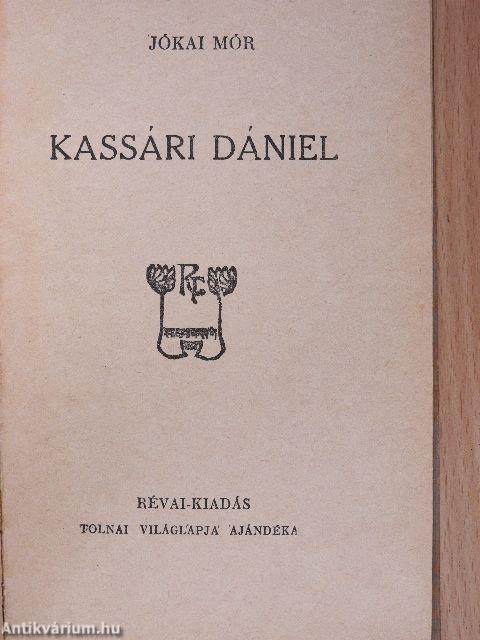 JÓKAI MÓR
KASSÁRI DÁNIEL
RÉVAI-KIADÁS
TOLNAI VILÁGLAPJA AJÁNDÉKA
Antikvárium.hu